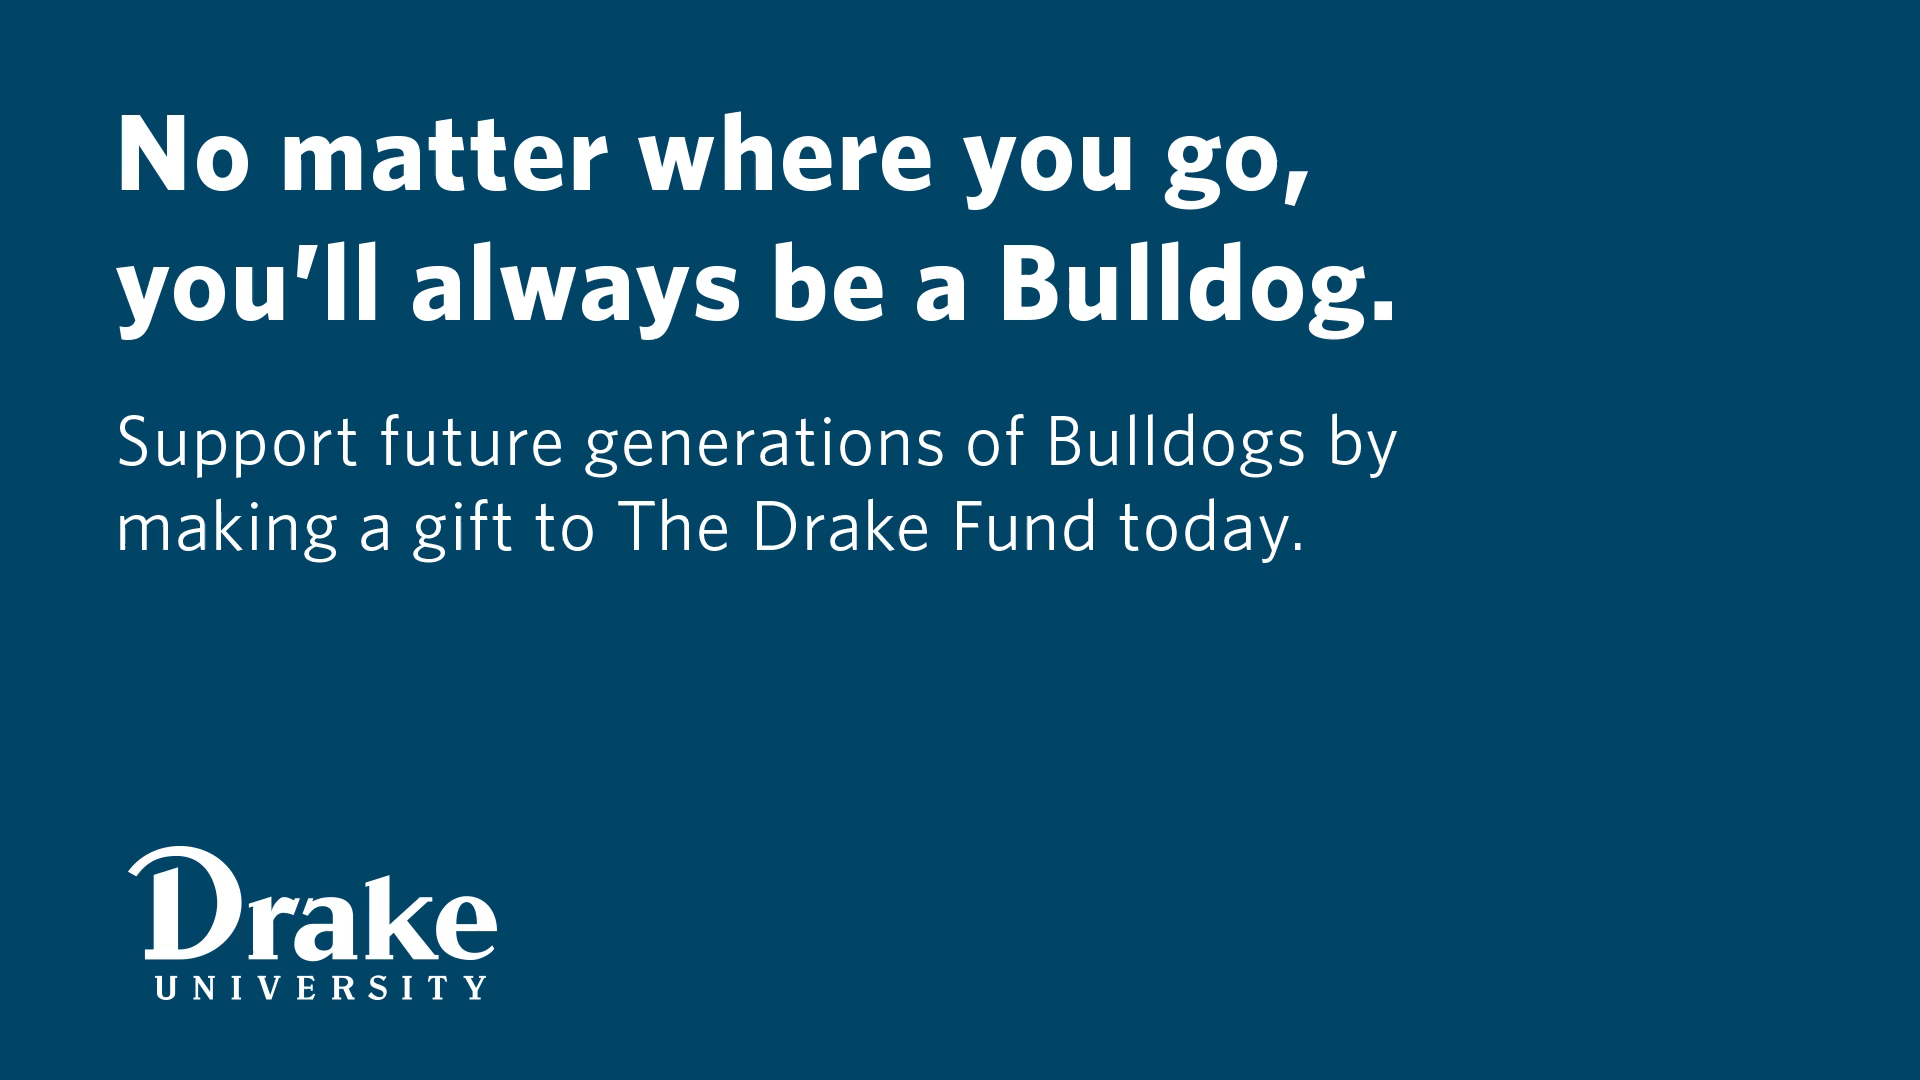 No matter where you go,
you'll always be a Bulldog.
Support future generations of Bulldogs by
making a gift to The Drake Fund today.
Drake
UNIVERSITY